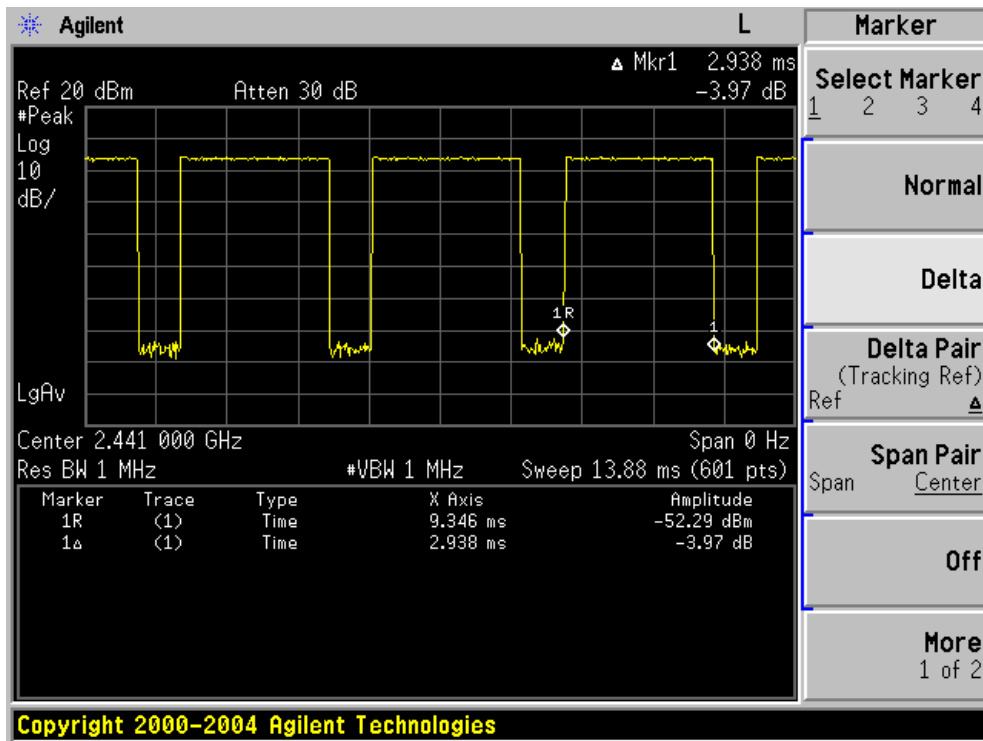 Agilent L
Δ Mkr1 2.938 ms
Ref 20 dBm Atten 30 dB -3.97 dB
#Peak
Log
10
dB/
1R
1
LgAv
Center 2.441 000 GHz Span 0 Hz
Res BW 1 MHz #VBW 1 MHz Sweep 13.88 ms (601 pts)
Marker Trace Type X Axis Amplitude
1R (1) Time 9.346 ms -52.29 dBm
1Δ (1) Time 2.938 ms -3.97 dB
Marker
Select Marker
1 2 3 4
Normal
Delta
Delta Pair
(Tracking Ref)
Ref Δ
Span Pair
Span Center
Off
More
1 of 2
Copyright 2000-2004 Agilent Technologies